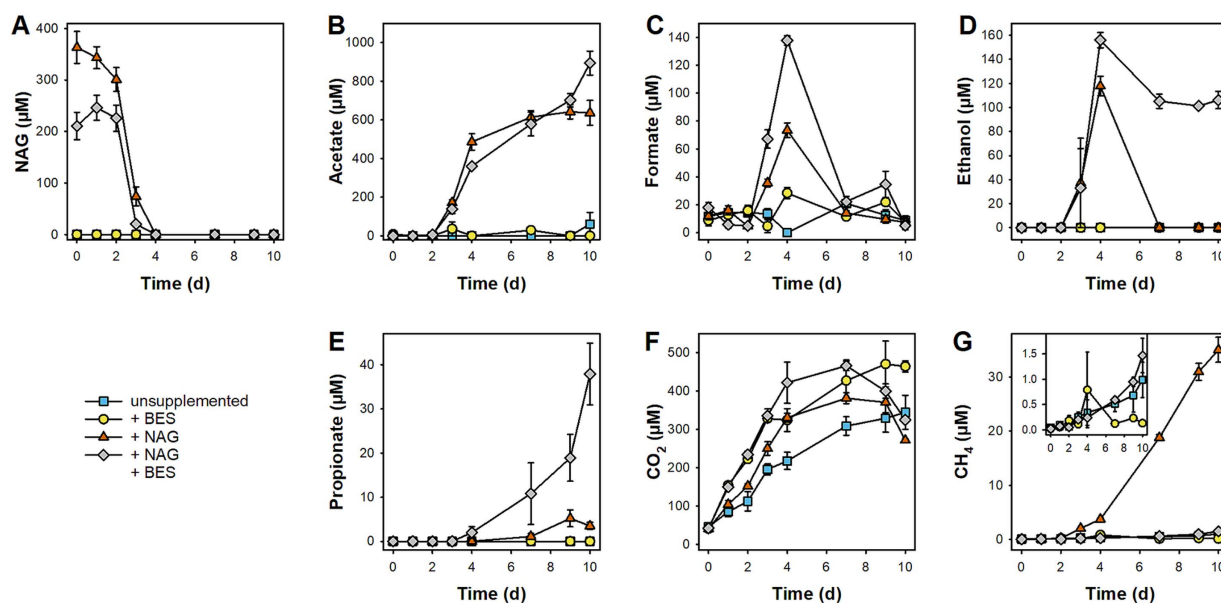 A
NAG (µM)
400
300
200
100
0
0 2 4 6 8 10
Time (d)
B
Acetate (µM)
1000
800
600
400
200
0
0 2 4 6 8 10
Time (d)
C
Formate (µM)
140
120
100
80
60
40
20
0
0 2 4 6 8 10
Time (d)
D
Ethanol (µM)
160
140
120
100
80
60
40
20
0
0 2 4 6 8 10
Time (d)
unsupplemented
+ BES
+ NAG
+ NAG
+ BES
E
Propionate (µM)
40
30
20
10
0
0 2 4 6 8 10
Time (d)
F
CO2 (µM)
500
400
300
200
100
0
0 2 4 6 8 10
Time (d)
G
CH4 (µM)
30
20
10
0
0 2 4 6 8 10
Time (d)
1.5
1.0
0.5
0.0
0 2 4 6 8 10